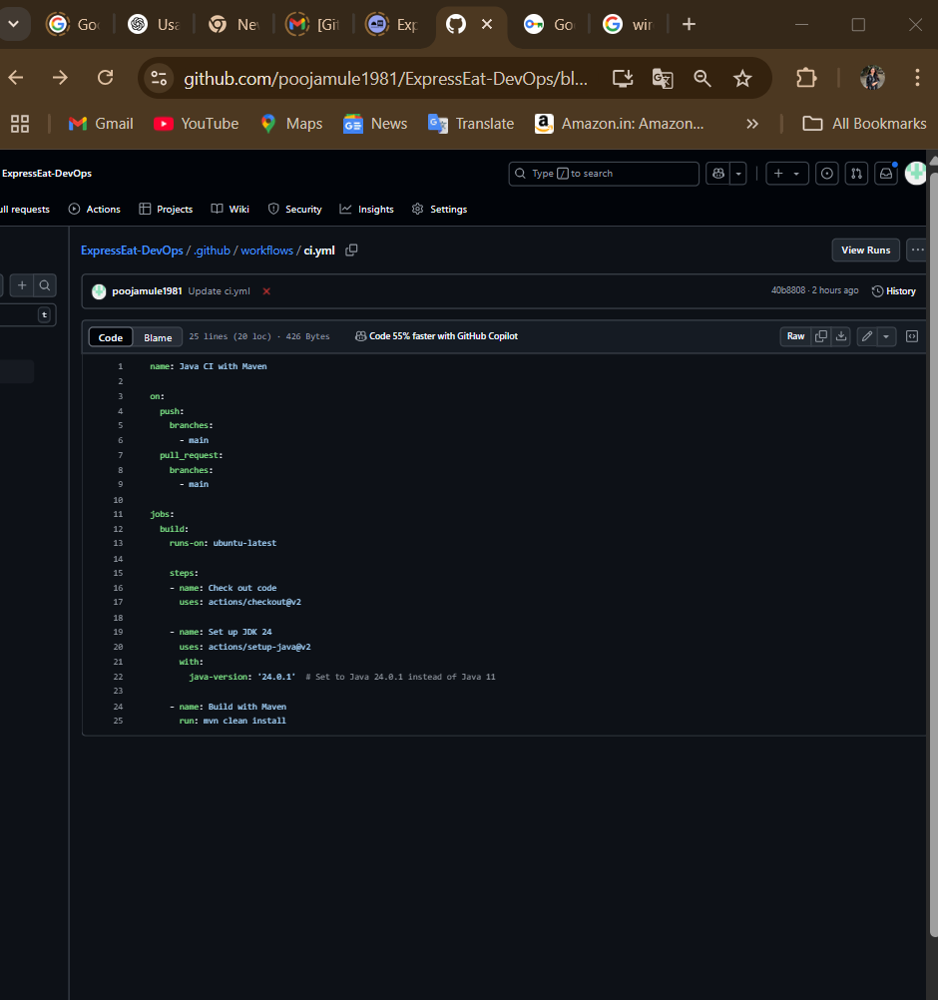 Goo
Usa
Nev
[Git
Exp
Go
wir
github.com/poojamule1981/ExpressEat-DevOps/bl...
Gmail
YouTube
Maps
News
Translate
Amazon.in: Amazon...
All Bookmarks
ExpressEat-DevOps
Type / to search
ull requests
Actions
Projects
Wiki
Security
Insights
Settings
ExpressEat-DevOps / .github / workflows / ci.yml
View Runs
t
poojamule1981 Update ci.yml
40b8808 · 2 hours ago
History
Code
Blame
25 lines (20 loc) · 426 Bytes
Code 55% faster with GitHub Copilot
Raw
1 name: Java CI with Maven
2
3 on:
4 push:
5 branches:
6 - main
7 pull_request:
8 branches:
9 - main
10
11 jobs:
12 build:
13 runs-on: ubuntu-latest
14
15 steps:
16 - name: Check out code
17 uses: actions/checkout@v2
18
19 - name: Set up JDK 24
20 uses: actions/setup-java@v2
21 with:
22 java-version: '24.0.1' # Set to Java 24.0.1 instead of Java 11
23
24 - name: Build with Maven
25 run: mvn clean install